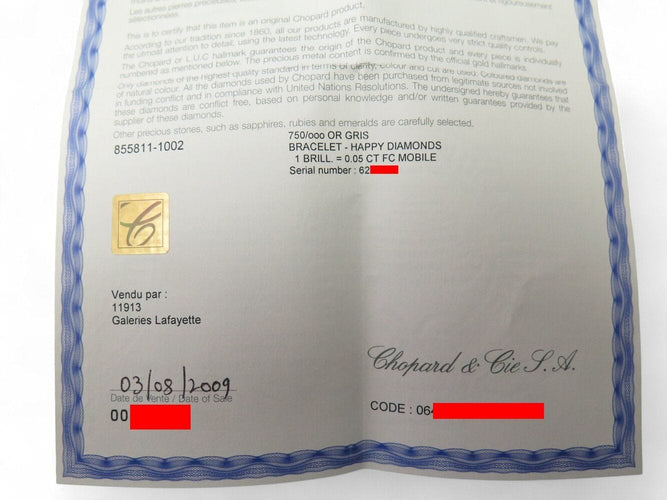 Les autres pierres précieuses,
sélectionnées.
This is to certify that this item is an original Chopard product.
According to our tradition since 1860, all our products are manufactured by highly qualified craftsmen. We pay
the utmost attention to detail, using the latest technology. Every piece undergoes very strict quality controls.
The Chopard or L.U.C hallmark guarantees the origin of the Chopard product and every piece is individually
numbered as mentioned below. The precious metal content is confirmed by the official gold hallmarks.
Only diamonds of the highest quality standard in terms of clarity, colour and cut are used. Coloured diamonds are
of natural colour. All the diamonds used by Chopard have been purchased from legitimate sources not involved
in funding conflict and in compliance with United Nations Resolutions. The undersigned hereby guarantees that
these diamonds are conflict free, based on personal knowledge and/or written guarantees provided by the
supplier of these diamonds.
Other precious stones, such as sapphires, rubies and emeralds are carefully selected.
750/ooo OR GRIS
855811-1002 BRACELET - HAPPY DIAMONDS
1 BRILL. = 0.05 CT FC MOBILE
Serial number : 62
Vendu par :
11913
Galeries Lafayette
Chopard & Cie S.A.
03/08/2009
Date de Vente / Date of Sale
00
CODE : 06